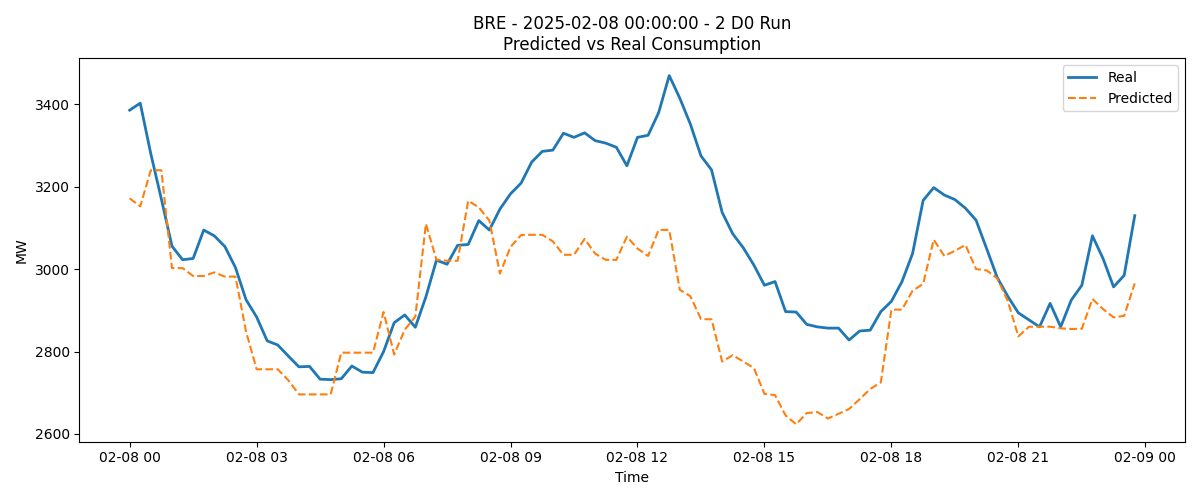 BRE - 2025-02-08 00:00:00 - 2 D0 Run
Predicted vs Real Consumption
Real
Predicted
MW
3400
3200
3000
2800
2600
02-08 00
02-08 03
02-08 06
02-08 09
02-08 12
02-08 15
02-08 18
02-08 21
02-09 00
Time